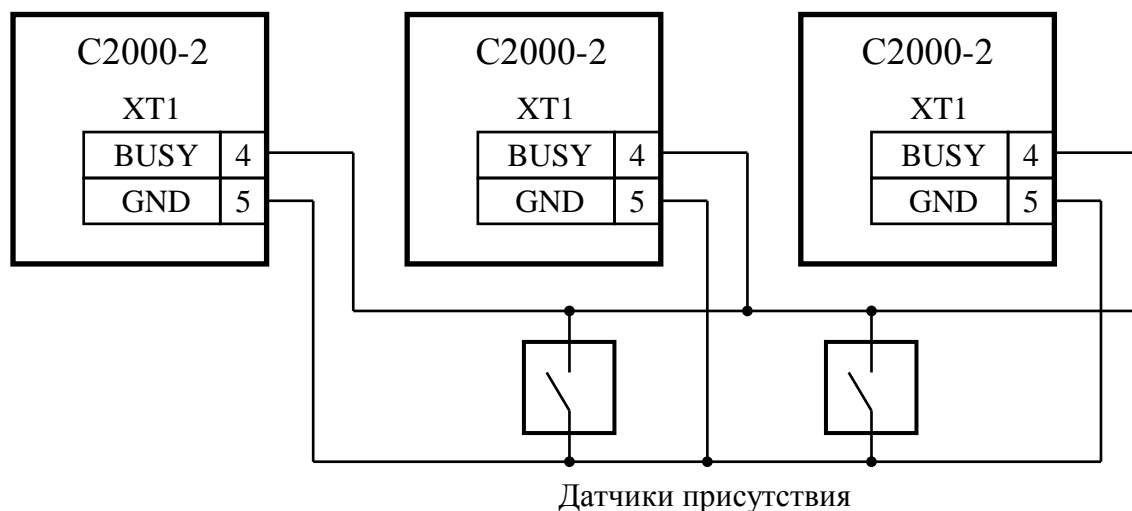 С2000-2 С2000-2 С2000-2
XT1 XT1 XT1
BUSY 4 BUSY 4 BUSY 4
GND 5 GND 5 GND 5
Датчики присутствия